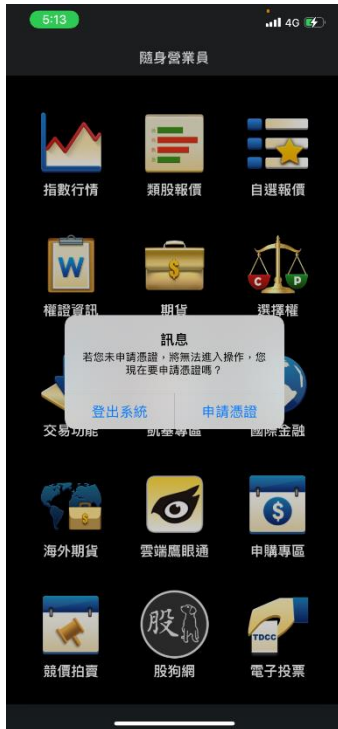 5:13
4G
隨身營業員
指數行情
類股報價
自選報價
W
$
C P
權證資訊
期貨
選擇權
訊息
若您未申請憑證，將無法進入操作，您
現在要申請憑證嗎？
登出系統
申請憑證
交易功能
凱基專區
國際金融
$
海外期貨
雲端鷹眼通
申購專區
股
TDCC
競價拍賣
股狗網
電子投票